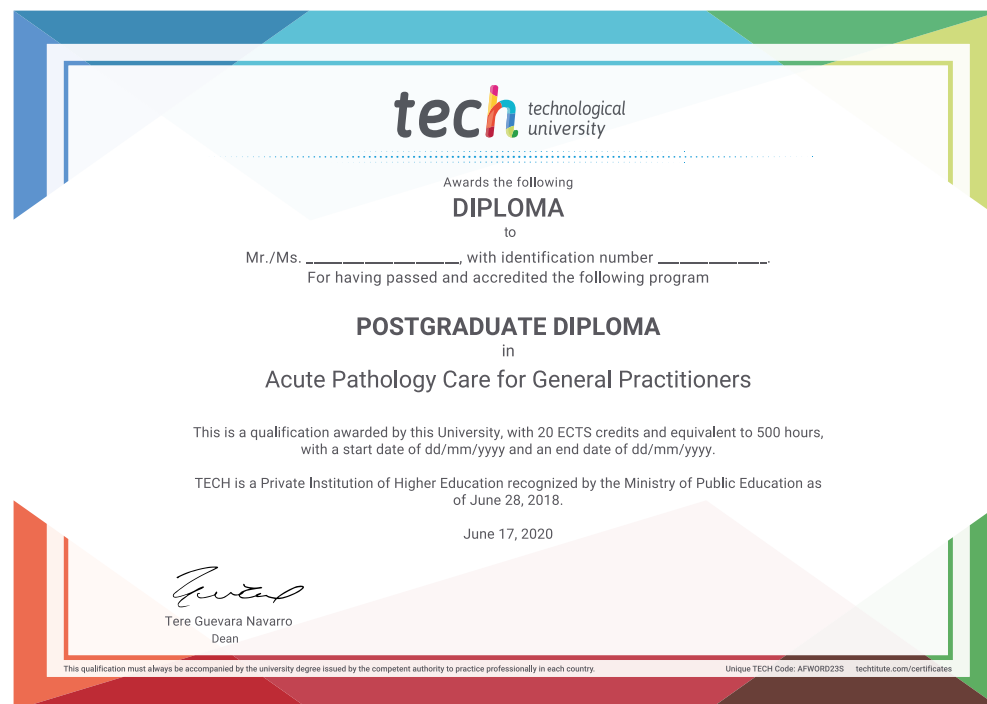 tech technological
university
Awards the following
DIPLOMA
to
Mr./Ms. ____________________, with identification number ______________.
For having passed and accredited the following program
POSTGRADUATE DIPLOMA
in
Acute Pathology Care for General Practitioners
This is a qualification awarded by this University, with 20 ECTS credits and equivalent to 500 hours,
with a start date of dd/mm/yyyy and an end date of dd/mm/yyyy.
TECH is a Private Institution of Higher Education recognized by the Ministry of Public Education as
of June 28, 2018.
June 17, 2020
Tere Guevara Navarro
Dean
This qualification must always be accompanied by the university degree issued by the competent authority to practice professionally in each country. Unique TECH Code: AFWORD23S techtitute.com/certificates